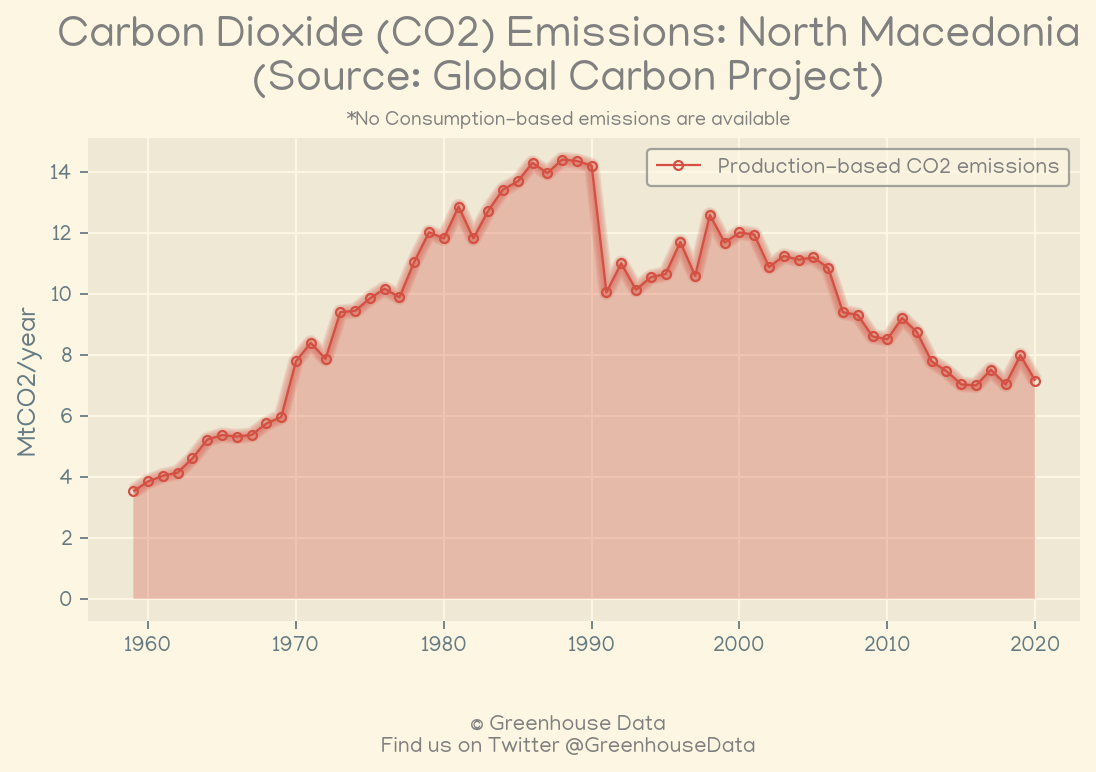 Carbon Dioxide (CO2) Emissions: North Macedonia
(Source: Global Carbon Project)
*No Consumption-based emissions are available
Production-based CO2 emissions
MtCO2/year
14
12
10
8
6
4
2
0
1960 1970 1980 1990 2000 2010 2020
© Greenhouse Data
Find us on Twitter @GreenhouseData